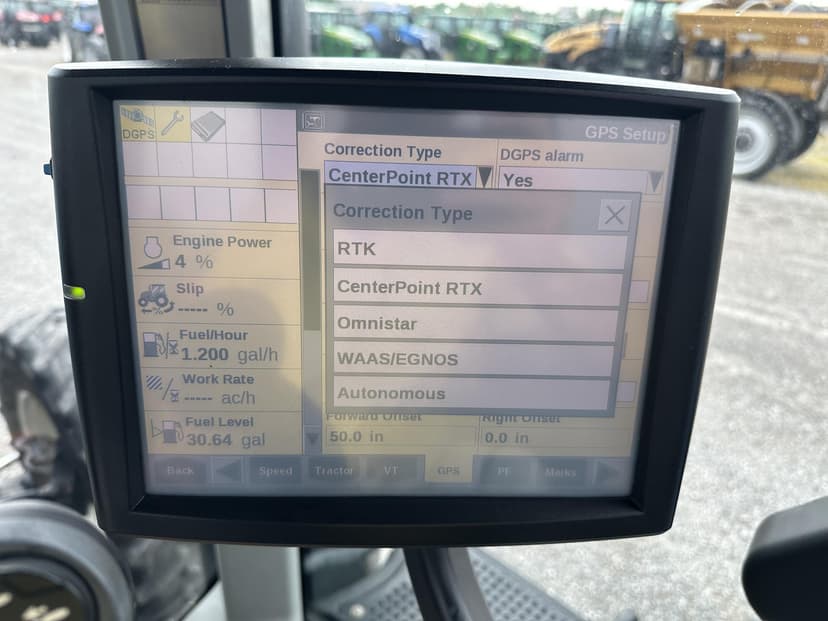 DGPS
GPS Setup
Correction Type
DGPS alarm
CenterPoint RTX
Yes
Correction Type
RTK
CenterPoint RTX
Omnistar
WAAS/EGNOS
Autonomous
Engine Power
4 %
Slip
----- %
Fuel/Hour
1.200 gal/h
Work Rate
----- ac/h
Fuel Level
30.64 gal
Forward Offset
Right Offset
50.0 in
0.0 in
Back Speed Tractor VT GPS PF Marks